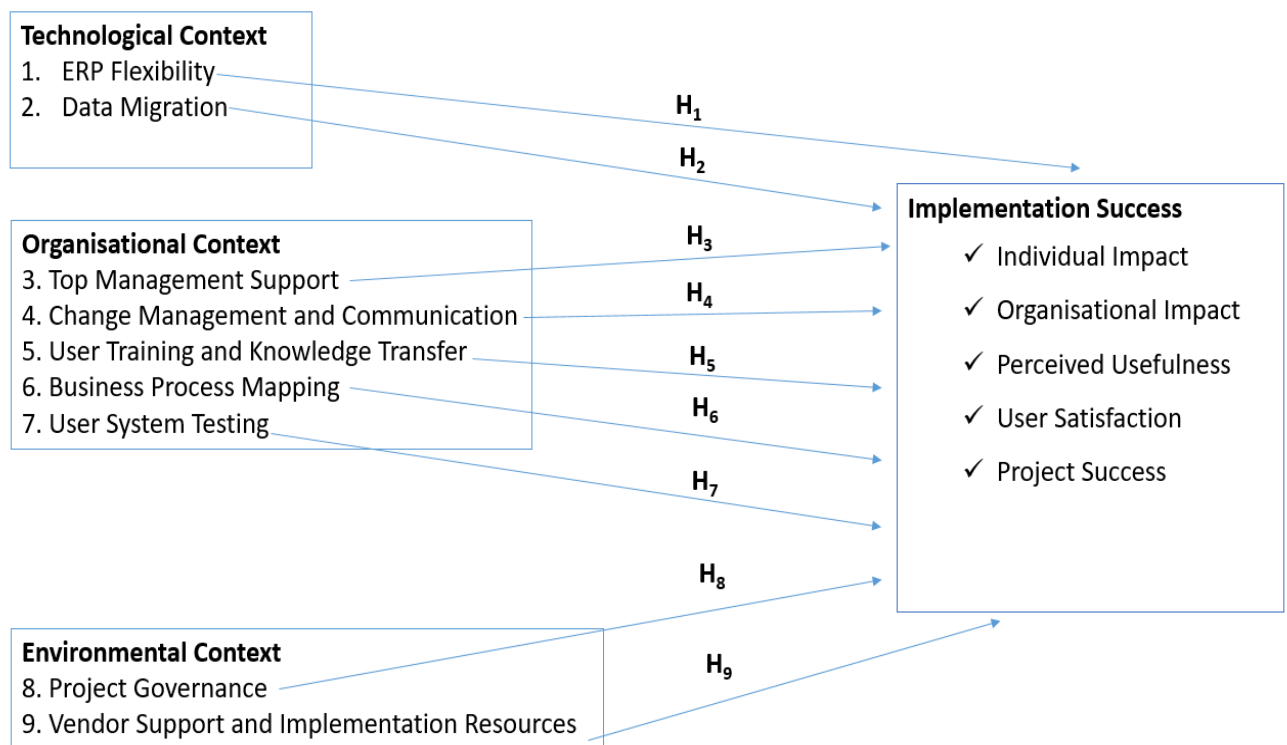 Technological Context
1. ERP Flexibility
2. Data Migration
H₁
H₂
Organisational Context
3. Top Management Support
4. Change Management and Communication
5. User Training and Knowledge Transfer
6. Business Process Mapping
7. User System Testing
H₃
H₄
H₅
H₆
H₇
Environmental Context
8. Project Governance
9. Vendor Support and Implementation Resources
H₈
H₉
Implementation Success
✓ Individual Impact
✓ Organisational Impact
✓ Perceived Usefulness
✓ User Satisfaction
✓ Project Success